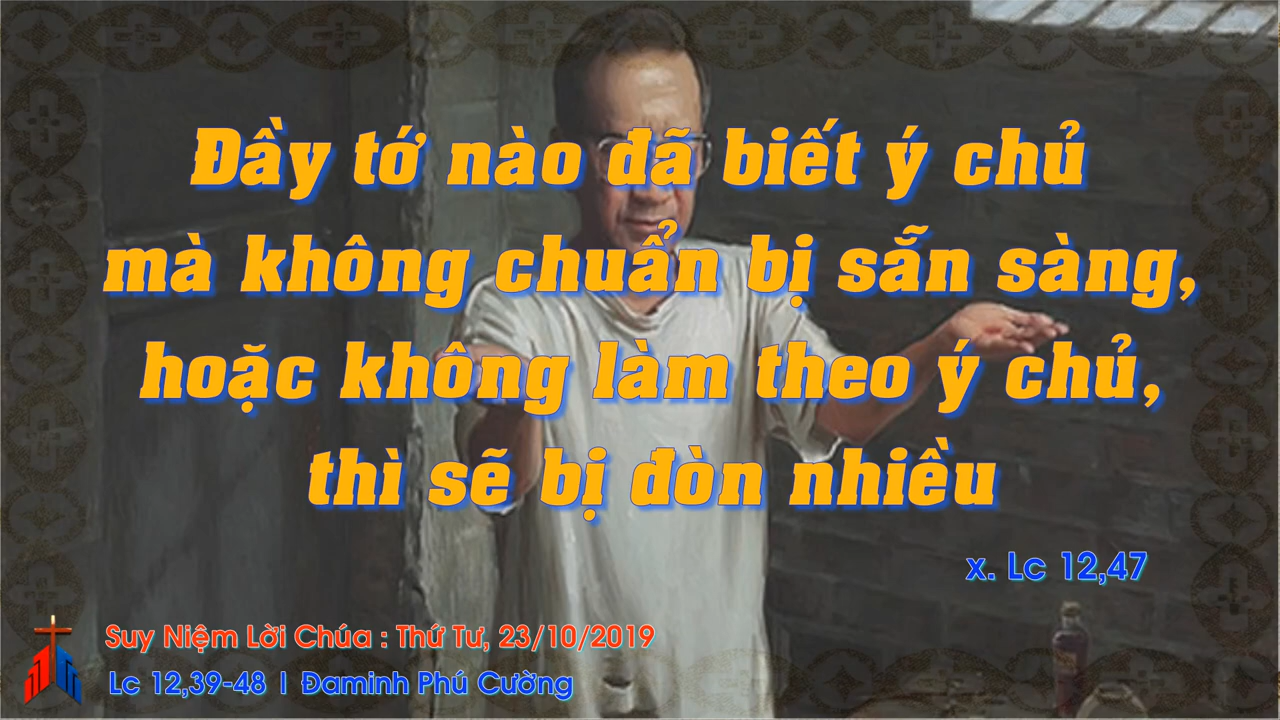 Đầy tớ nào đã biết ý chủ
mà không chuẩn bị sẵn sàng,
hoặc không làm theo ý chủ,
thì sẽ bị đòn nhiều
x. Lc 12,47
Suy Niệm Lời Chúa : Thứ Tư, 23/10/2019
Lc 12,39-48 I Đaminh Phú Cường